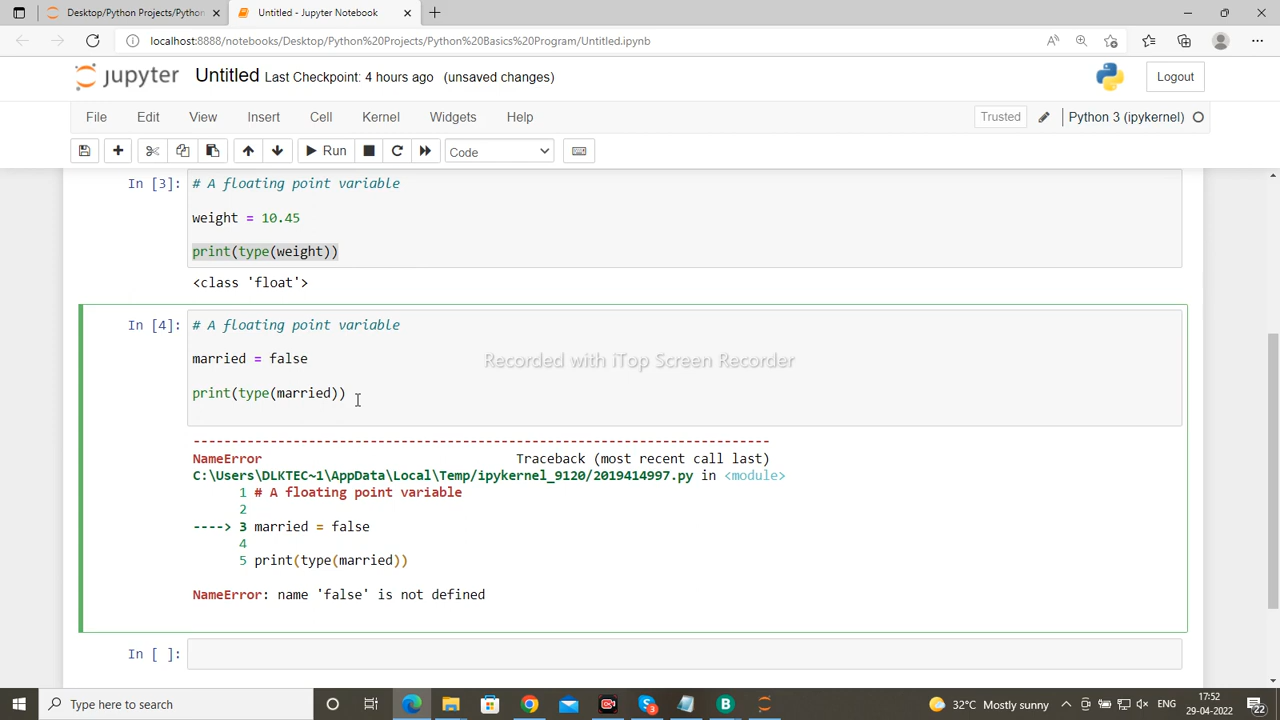 Desktop/Python Projects/Python
Untitled - Jupyter Notebook
localhost:8888/notebooks/Desktop/Python%20Projects/Python%20Basics%20Program/Untitled.ipynb
jupyter Untitled Last Checkpoint: 4 hours ago (unsaved changes)
Logout
File Edit View Insert Cell Kernel Widgets Help
Trusted
Python 3 (ipykernel)
Run
Code
In [3]: # A floating point variable
weight = 10.45
print(type(weight))
<class 'float'>
In [4]: # A floating point variable
married = false
Recorded with iTop Screen Recorder
print(type(married))
---------------------------------------------------------------------------
NameError Traceback (most recent call last)
C:\Users\DLKTEC~1\AppData\Local\Temp/ipykernel_9120/2019414997.py in <module>
1 # A floating point variable
2
----> 3 married = false
4
5 print(type(married))
NameError: name 'false' is not defined
In [ ]:
Type here to search
32°C Mostly sunny
ENG
17:52
29-04-2022
22